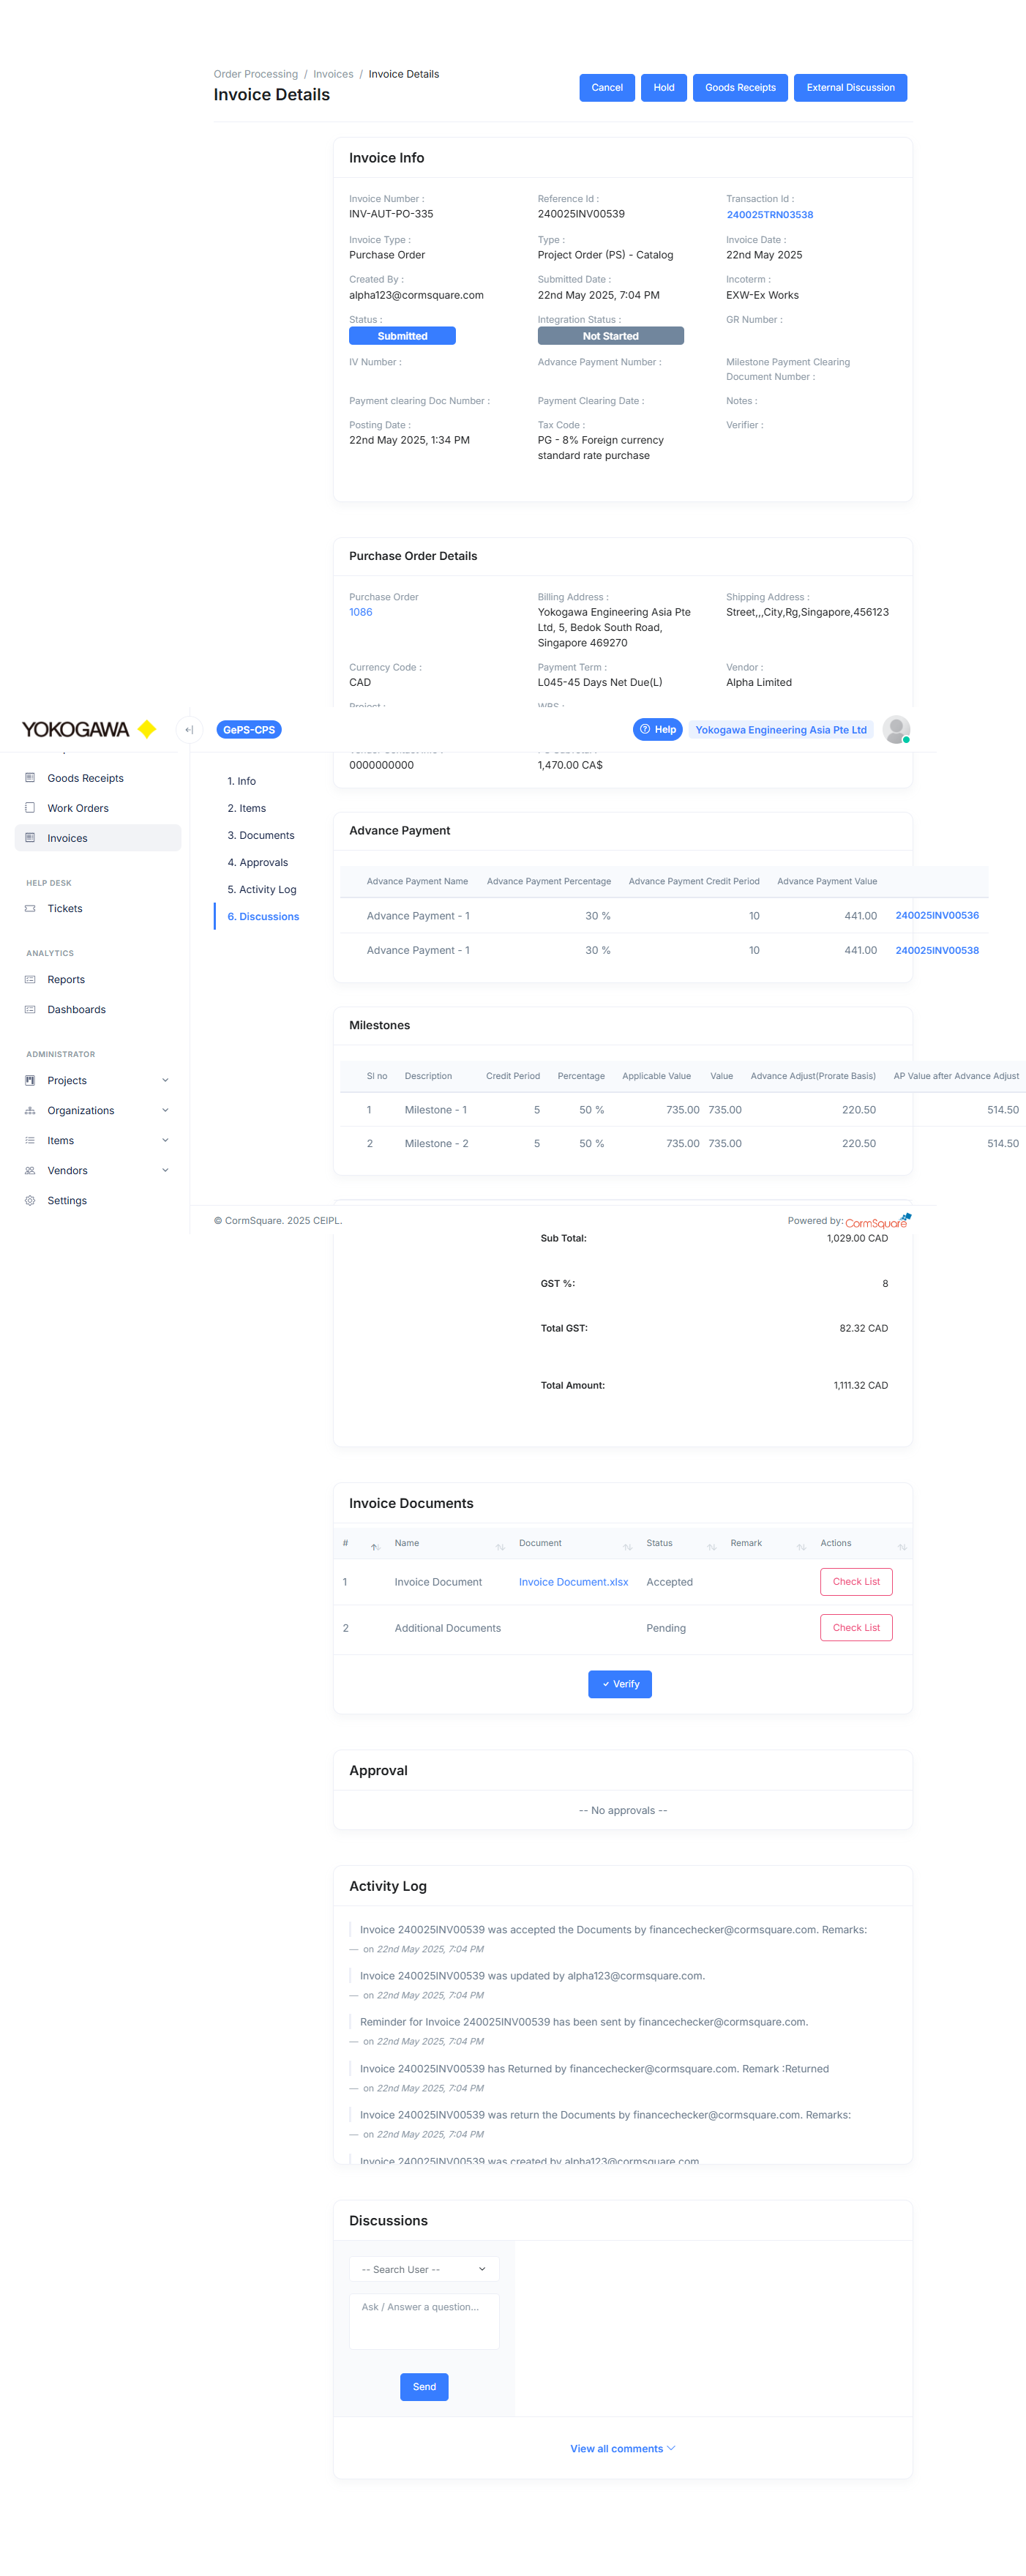 Order Processing / Invoices / Invoice Details
Invoice Details
Cancel
Hold
Goods Receipts
External Discussion
Invoice Info
Invoice Number :
INV-AUT-PO-335
Reference Id :
240025INV00539
Transaction Id :
240025TRN03538
Invoice Type :
Purchase Order
Type :
Project Order (PS) - Catalog
Invoice Date :
22nd May 2025
Created By :
alpha123@cormsquare.com
Submitted Date :
22nd May 2025, 7:04 PM
Incoterm :
EXW-Ex Works
Status :
Submitted
Integration Status :
Not Started
GR Number :
IV Number :
Advance Payment Number :
Milestone Payment Clearing
Document Number :
Payment clearing Doc Number :
Payment Clearing Date :
Notes :
Posting Date :
22nd May 2025, 1:34 PM
Tax Code :
PG - 8% Foreign currency
standard rate purchase
Verifier :
Purchase Order Details
Purchase Order
1086
Billing Address :
Yokogawa Engineering Asia Pte
Ltd, 5, Bedok South Road,
Singapore 469270
Shipping Address :
Street,,,City,Rg,Singapore,456123
Currency Code :
CAD
Payment Term :
L045-45 Days Net Due(L)
Vendor :
Alpha Limited
Project :
WBS :
YOKOGAWA
GePS-CPS
Help
Yokogawa Engineering Asia Pte Ltd
0000000000
1,470.00 CA$
Goods Receipts
Work Orders
Invoices
HELP DESK
Tickets
ANALYTICS
Reports
Dashboards
ADMINISTRATOR
Projects
Organizations
Items
Vendors
Settings
1. Info
2. Items
3. Documents
4. Approvals
5. Activity Log
6. Discussions
Advance Payment
Advance Payment Name Advance Payment Percentage Advance Payment Credit Period Advance Payment Value
Advance Payment - 1 30 % 10 441.00 240025INV00536
Advance Payment - 1 30 % 10 441.00 240025INV00538
Milestones
Sl no Description Credit Period Percentage Applicable Value Value Advance Adjust(Prorate Basis) AP Value after Advance Adjust
1 Milestone - 1 5 50 % 735.00 735.00 220.50 514.50
2 Milestone - 2 5 50 % 735.00 735.00 220.50 514.50
© CormSquare. 2025 CEIPL.
Powered by: CormSquare
Sub Total: 1,029.00 CAD
GST %: 8
Total GST: 82.32 CAD
Total Amount: 1,111.32 CAD
Invoice Documents
# Name Document Status Remark Actions
1 Invoice Document Invoice Document.xlsx Accepted Check List
2 Additional Documents Pending Check List
Verify
Approval
-- No approvals --
Activity Log
Invoice 240025INV00539 was accepted the Documents by financechecker@cormsquare.com. Remarks:
— on 22nd May 2025, 7:04 PM
Invoice 240025INV00539 was updated by alpha123@cormsquare.com.
— on 22nd May 2025, 7:04 PM
Reminder for Invoice 240025INV00539 has been sent by financechecker@cormsquare.com.
— on 22nd May 2025, 7:04 PM
Invoice 240025INV00539 has Returned by financechecker@cormsquare.com. Remark :Returned
— on 22nd May 2025, 7:04 PM
Invoice 240025INV00539 was return the Documents by financechecker@cormsquare.com. Remarks:
— on 22nd May 2025, 7:04 PM
Invoice 240025INV00539 was created by alpha123@cormsquare.com
Discussions
-- Search User --
Ask / Answer a question...
Send
View all comments